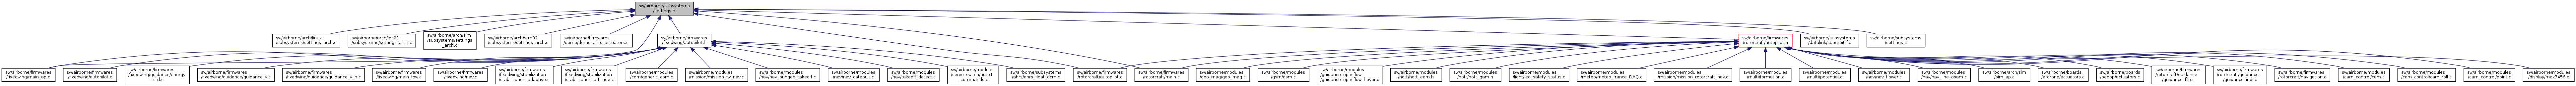 sw/airborne/subsystems
/settings.h
sw/airborne/arch/linux
/subsystems/settings_arch.c
sw/airborne/arch/lpc21
/subsystems/settings_arch.c
sw/airborne/arch/sim
/subsystems/settings
_arch.c
sw/airborne/arch/stm32
/subsystems/settings_arch.c
sw/airborne/firmwares
/demo/demo_ahrs_actuators.c
sw/airborne/firmwares
/fixedwing/autopilot.h
sw/airborne/firmwares
/rotorcraft/autopilot.h
sw/airborne/subsystems
/datalink/superbitrf.c
sw/airborne/subsystems
/settings.c
sw/airborne/firmwares
/fixedwing/main_ap.c
sw/airborne/firmwares
/fixedwing/autopilot.c
sw/airborne/firmwares
/fixedwing/guidance/energy
_ctrl.c
sw/airborne/firmwares
/fixedwing/guidance/guidance_v.c
sw/airborne/firmwares
/fixedwing/guidance/guidance_v_n.c
sw/airborne/firmwares
/fixedwing/main_fbw.c
sw/airborne/firmwares
/fixedwing/nav.c
sw/airborne/firmwares
/fixedwing/stabilization
/stabilization_adaptive.c
sw/airborne/firmwares
/fixedwing/stabilization
/stabilization_attitude.c
sw/airborne/modules
/com/generic_com.c
sw/airborne/modules
/mission/mission_fw_nav.c
sw/airborne/modules
/nav/nav_bungee_takeoff.c
sw/airborne/modules
/nav/nav_catapult.c
sw/airborne/modules
/nav/takeoff_detect.c
sw/airborne/modules
/servo_switch/auto1
_commands.c
sw/airborne/subsystems
/ahrs/ahrs_float_dcm.c
sw/airborne/firmwares
/rotorcraft/autopilot.c
sw/airborne/firmwares
/rotorcraft/main.c
sw/airborne/modules
/geo_mag/geo_mag.c
sw/airborne/modules
/gsm/gsm.c
sw/airborne/modules
/guidance_opticflow
/guidance_opticflow_hover.c
sw/airborne/modules
/hott/hott_eam.h
sw/airborne/modules
/hott/hott_gam.h
sw/airborne/modules
/light/led_safety_status.c
sw/airborne/modules
/meteo/meteo_france_DAQ.c
sw/airborne/modules
/mission/mission_rotorcraft_nav.c
sw/airborne/modules
/multi/formation.c
sw/airborne/modules
/multi/potential.c
sw/airborne/modules
/nav/nav_flower.c
sw/airborne/modules
/nav/nav_line_osam.c
sw/airborne/arch/sim
/sim_ap.c
sw/airborne/boards
/ardrone/actuators.c
sw/airborne/boards
/bebop/actuators.c
sw/airborne/firmwares
/rotorcraft/guidance
/guidance_flip.c
sw/airborne/firmwares
/rotorcraft/guidance
/guidance_indi.c
sw/airborne/firmwares
/rotorcraft/navigation.c
sw/airborne/modules
/cam_control/cam.c
sw/airborne/modules
/cam_control/cam_roll.c
sw/airborne/modules
/cam_control/point.c
sw/airborne/modules
/display/max7456.c